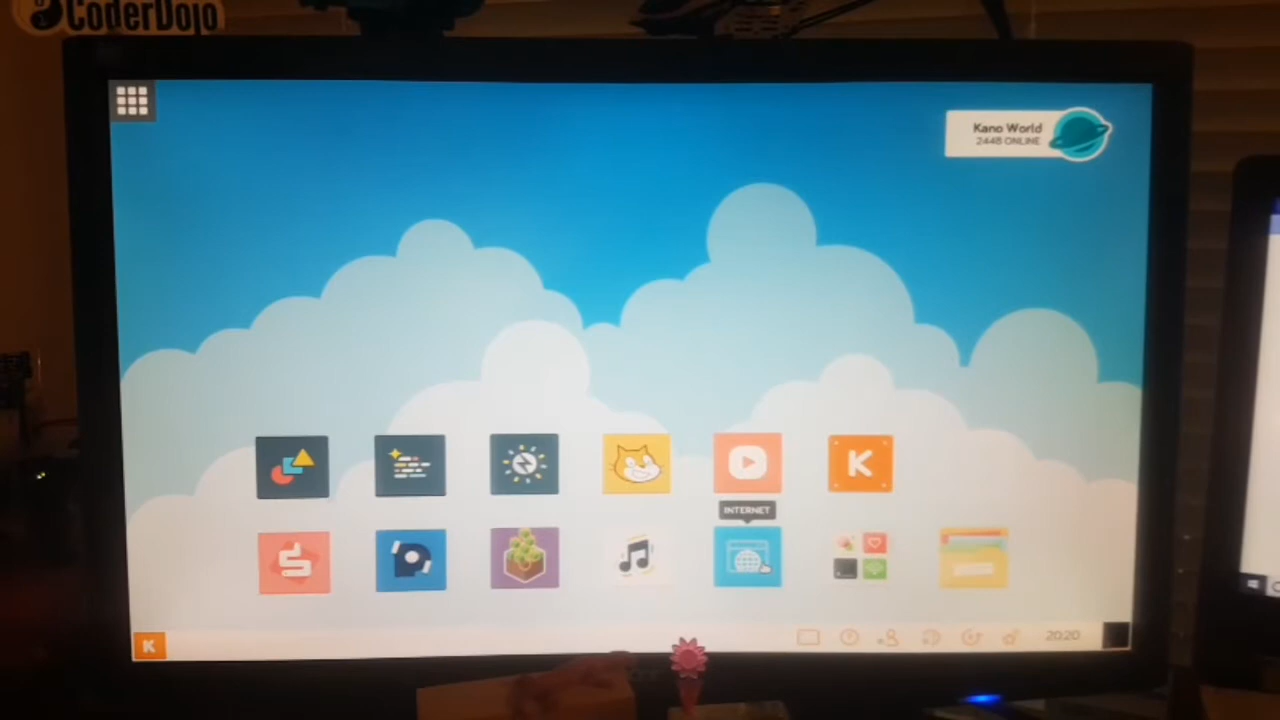 CoderDojo
Kano World
2448 ONLINE
K
INTERNET
K
20:20